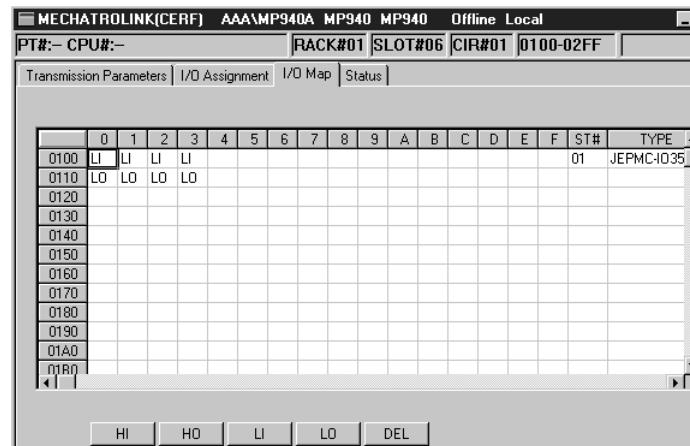 MECHATROLINK(CERF) AAA\MP940A MP940 MP940 Offline Local
PT#:– CPU#:– RACK#01 SLOT#06 CIR#01 0100-02FF
Transmission Parameters I/O Assignment I/O Map Status
0 1 2 3 4 5 6 7 8 9 A B C D E F ST# TYPE
0100 LI LI LI LI 01 JEPMC-IO35
0110 LO LO LO LO
0120
0130
0140
0150
0160
0170
0180
0190
01A0
01B0
HI HO LI LO DEL